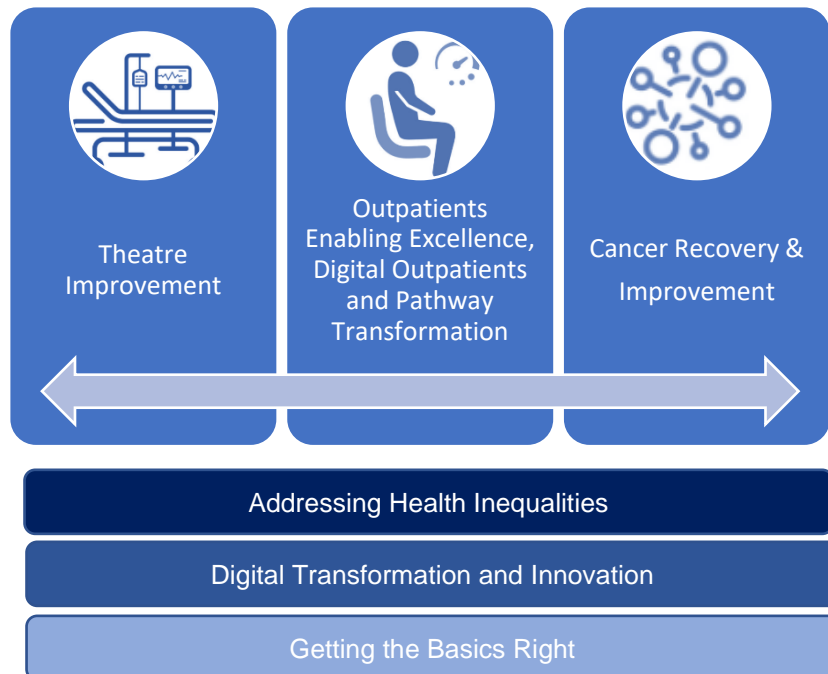 Theatre
Improvement
Outpatients
Enabling Excellence,
Digital Outpatients
and Pathway
Transformation
Cancer Recovery &
Improvement
Addressing Health Inequalities
Digital Transformation and Innovation
Getting the Basics Right